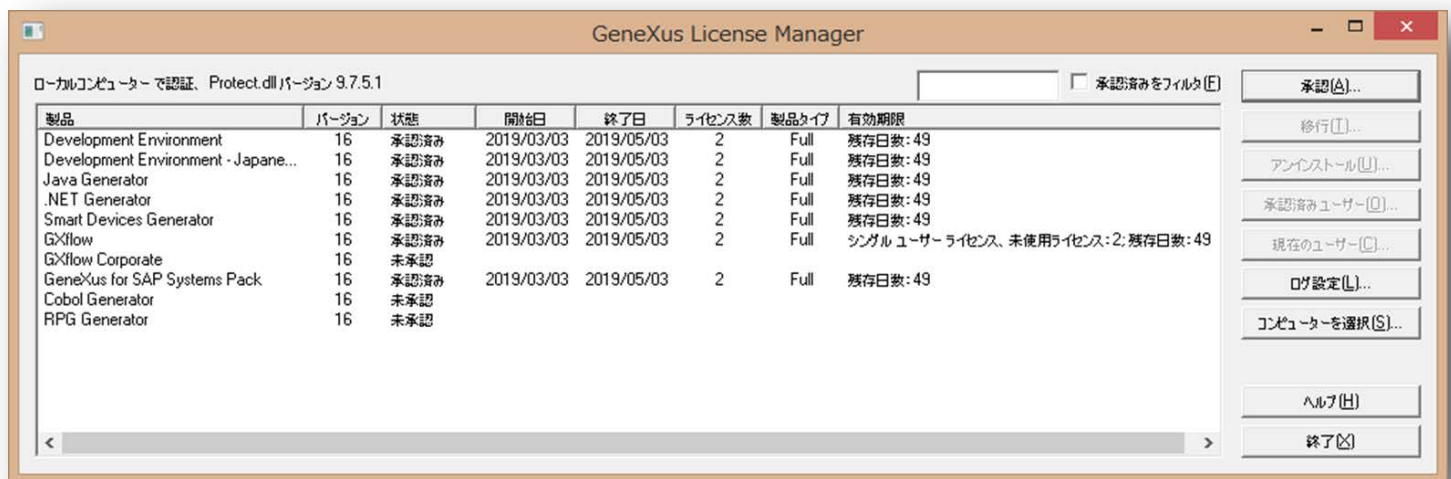 GeneXus License Manager
ローカルコンピューター で認証、 Protect.dll バージョン 9.7.5.1
承認済みをフィルタ(F)
承認(A)...
製品 バージョン 状態 開始日 終了日 ライセンス数 製品タイプ 有効期限
Development Environment 16 承認済み 2019/03/03 2019/05/03 2 Full 残存日数: 49
Development Environment - Japane... 16 承認済み 2019/03/03 2019/05/03 2 Full 残存日数: 49
Java Generator 16 承認済み 2019/03/03 2019/05/03 2 Full 残存日数: 49
.NET Generator 16 承認済み 2019/03/03 2019/05/03 2 Full 残存日数: 49
Smart Devices Generator 16 承認済み 2019/03/03 2019/05/03 2 Full 残存日数: 49
GXflow 16 承認済み 2019/03/03 2019/05/03 2 Full シングル ユーザー ライセンス、未使用ライセンス: 2; 残存日数: 49
GXflow Corporate 16 未承認
GeneXus for SAP Systems Pack 16 承認済み 2019/03/03 2019/05/03 2 Full 残存日数: 49
Cobol Generator 16 未承認
RPG Generator 16 未承認
移行(T)...
アンインストール(U)...
承認済みユーザー(O)...
現在のユーザー(C)...
ログ設定(L)...
コンピューターを選択(S)...
ヘルプ(H)
終了(X)